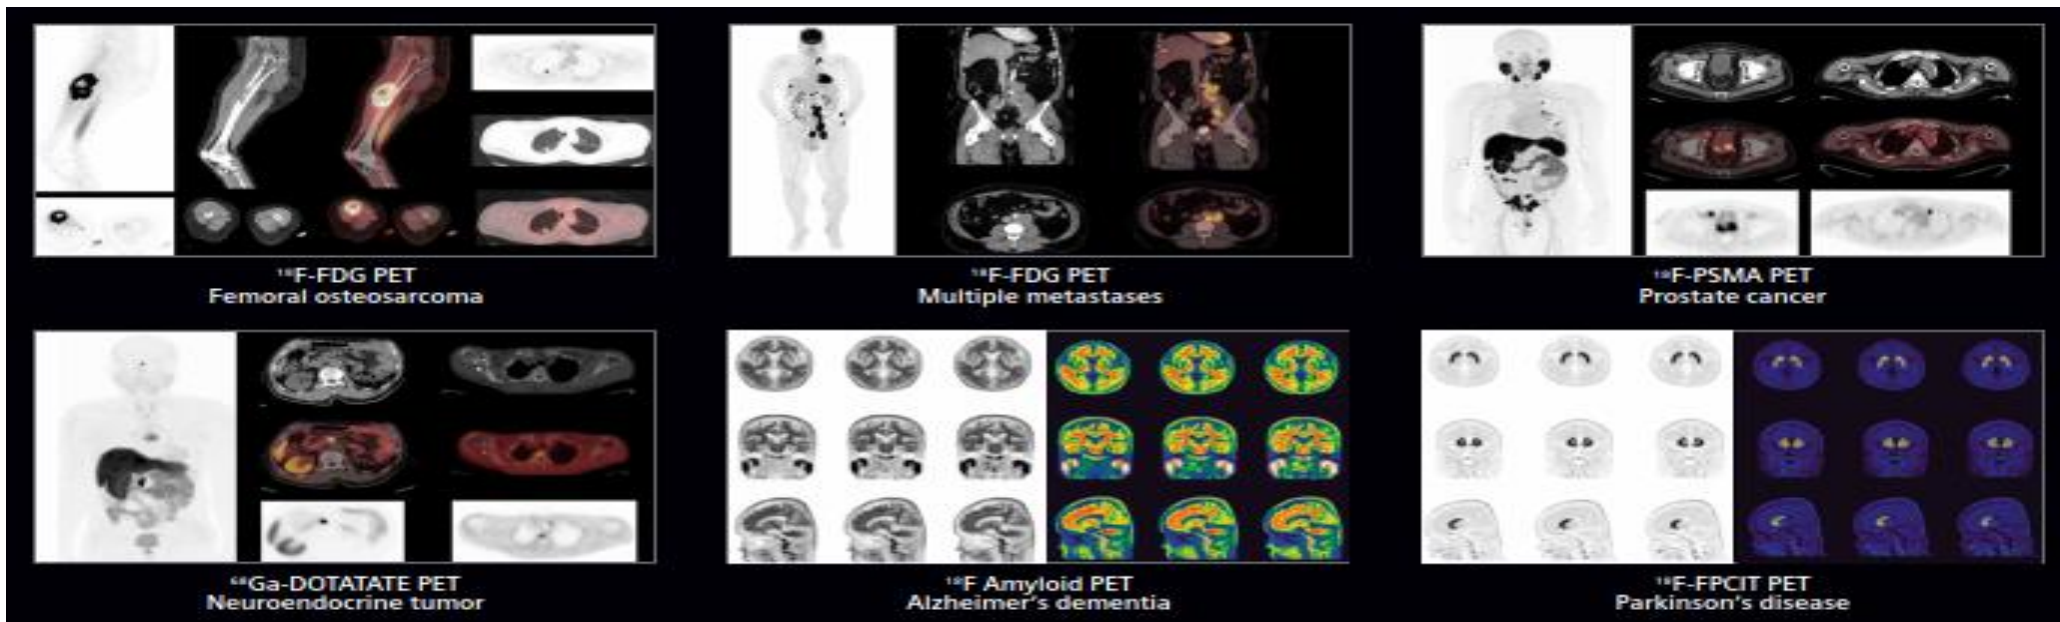 ¹⁸F-FDG PET
Femoral osteosarcoma
¹⁸F-FDG PET
Multiple metastases
¹⁸F-PSMA PET
Prostate cancer
⁶⁸Ga-DOTATATE PET
Neuroendocrine tumor
¹⁸F Amyloid PET
Alzheimer's dementia
¹⁸F-FPCIT PET
Parkinson's disease